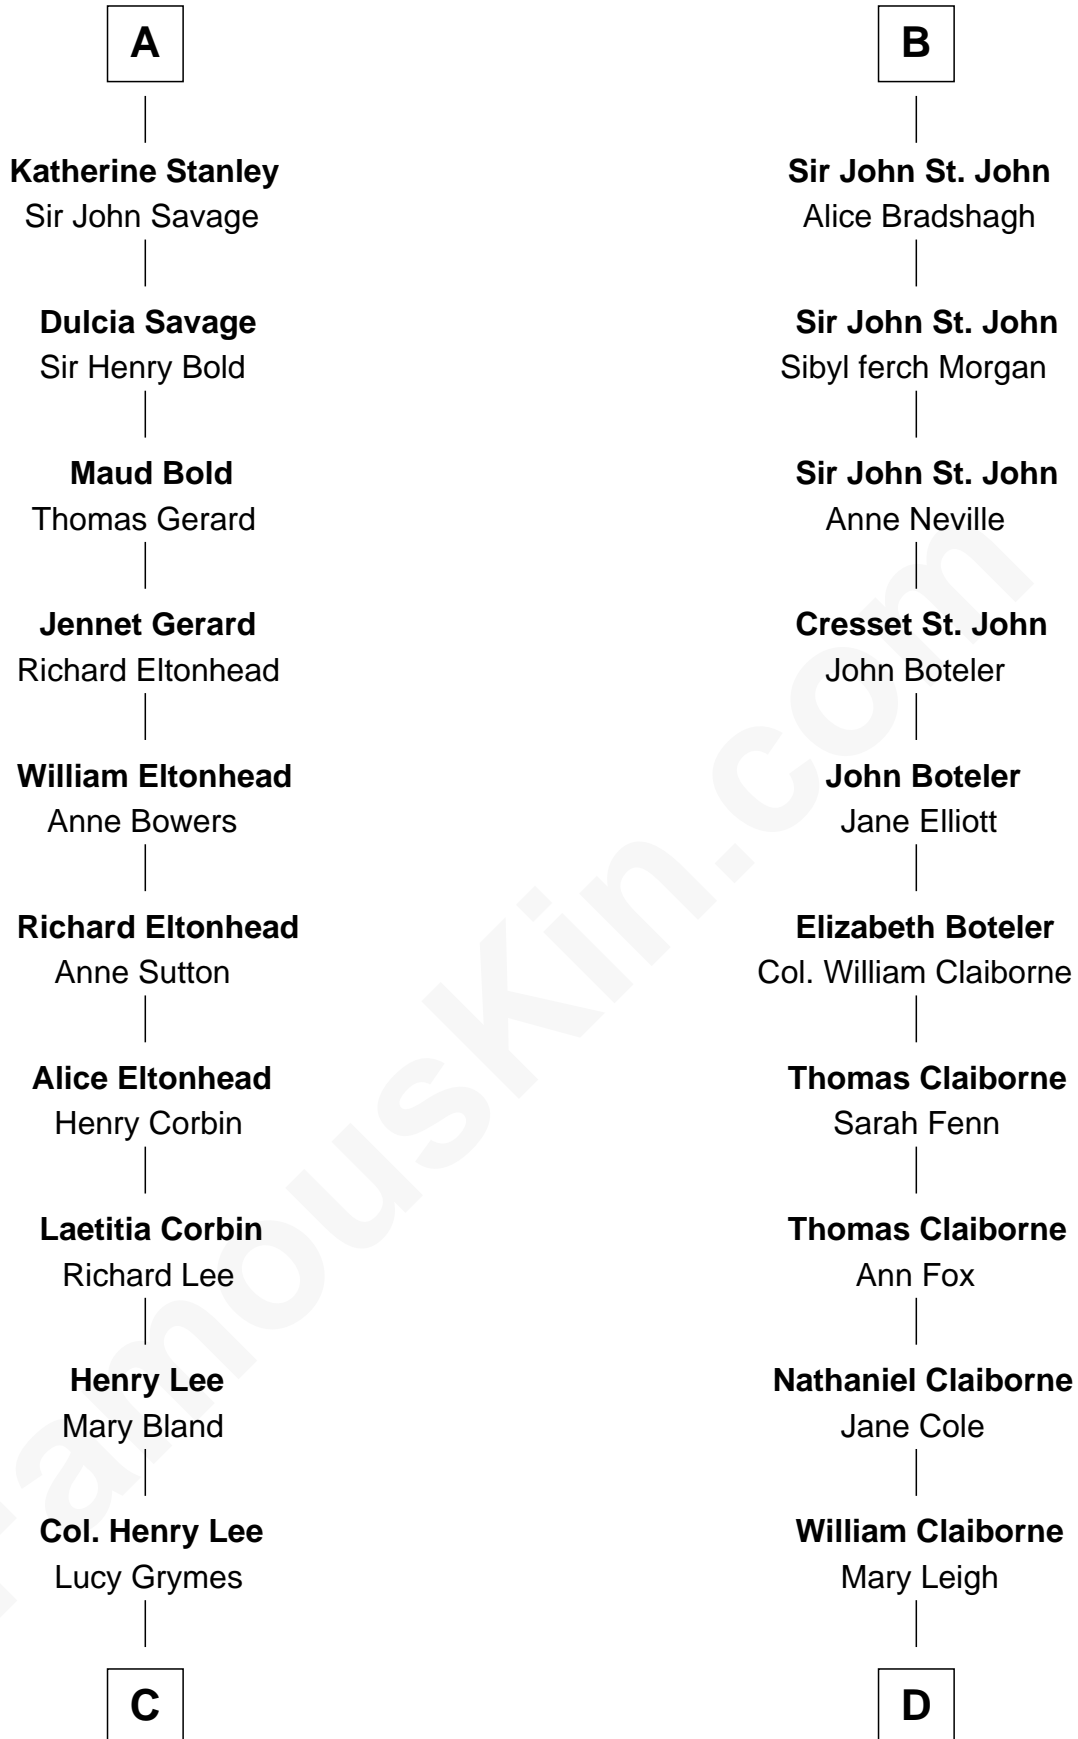 A
Katherine Stanley
Sir John Savage
Dulcia Savage
Sir Henry Bold
Maud Bold
Thomas Gerard
Jennet Gerard
Richard Eltonhead
William Eltonhead
Anne Bowers
Richard Eltonhead
Anne Sutton
Alice Eltonhead
Henry Corbin
Laetitia Corbin
Richard Lee
Henry Lee
Mary Bland
Col. Henry Lee
Lucy Grymes
C
B
Sir John St. John
Alice Bradshagh
Sir John St. John
Sibyl ferch Morgan
Sir John St. John
Anne Neville
Cresset St. John
John Boteler
John Boteler
Jane Elliott
Elizabeth Boteler
Col. William Claiborne
Thomas Claiborne
Sarah Fenn
Thomas Claiborne
Ann Fox
Nathaniel Claiborne
Jane Cole
William Claiborne
Mary Leigh
D
FamousKin.com